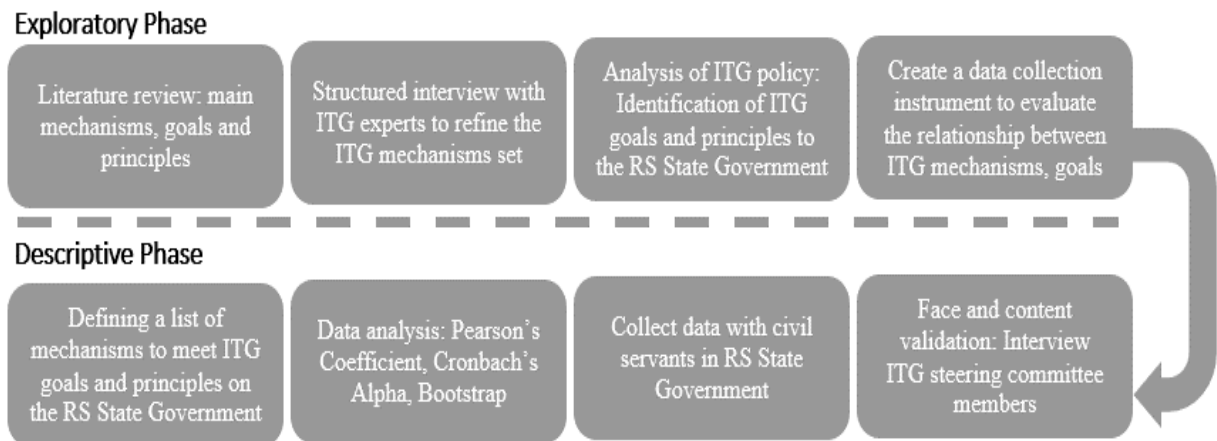 Exploratory Phase
Literature review: main
mechanisms, goals and
principles
Structured interview with
ITG experts to refine the
ITG mechanisms set
Analysis of ITG policy:
Identification of ITG
goals and principles to
the RS State Government
Create a data collection
instrument to evaluate
the relationship between
ITG mechanisms, goals
Descriptive Phase
Defining a list of
mechanisms to meet ITG
goals and principles on
the RS State Government
Data analysis: Pearson’s
Coefficient, Cronbach’s
Alpha, Bootstrap
Collect data with civil
servants in RS State
Government
Face and content
validation: Interview
ITG steering committee
members